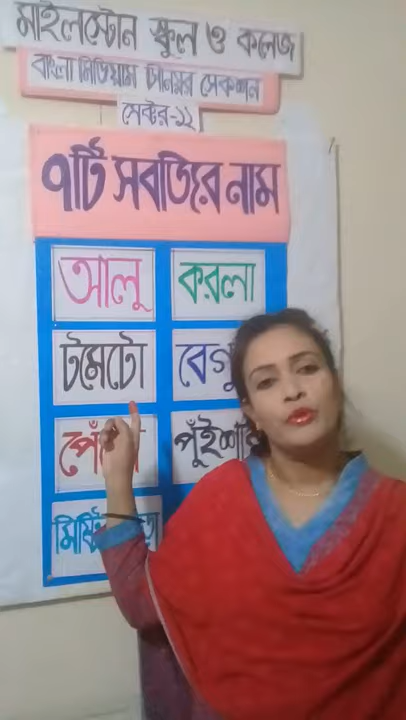 মাইলস্টোন স্কুল ও কলেজ
বাংলা মিডিয়াম জুনিয়র সেকশন
সেক্টর-১১
৭টি সবজির নাম
আলু করলা
টমেটো
মিষ্টি